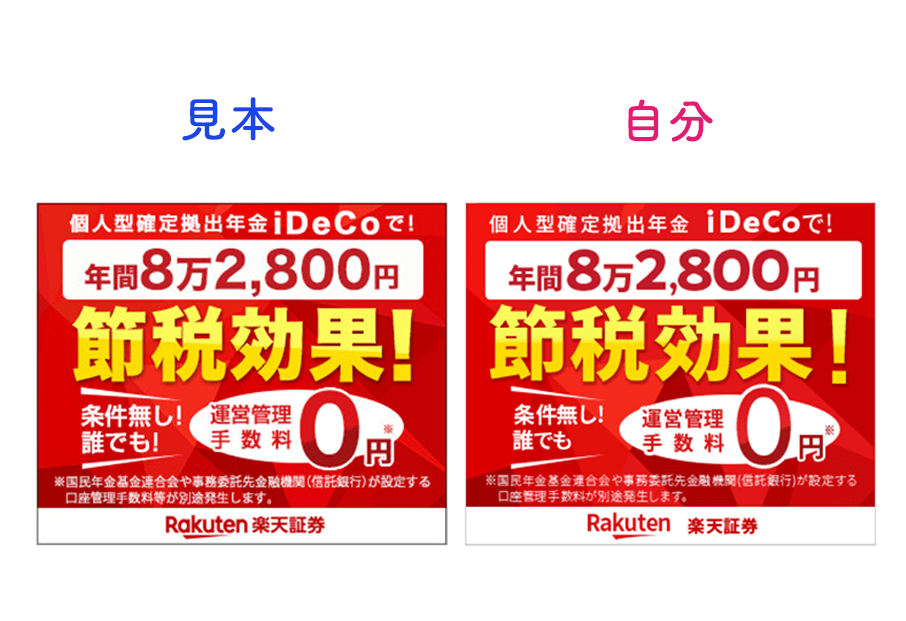 見本
個人型確定拠出年金iDeCoで!
年間8万2,800円
節税効果!
条件無し!
誰でも!
運営管理
手数料
0円※
※国民年金基金連合会や事務委託先金融機関(信託銀行)が設定する
口座管理手数料等が別途発生します。
Rakuten 楽天証券
自分
個人型確定拠出年金 iDeCoで!
年間8万2,800円
節税効果!
条件無し!
誰でも
運営管理
手数料
0円※
※国民年金基金連合会や事務委託先金融機関(信託銀行)が設定する
口座管理手数料が別途発生します。
Rakuten 楽天証券